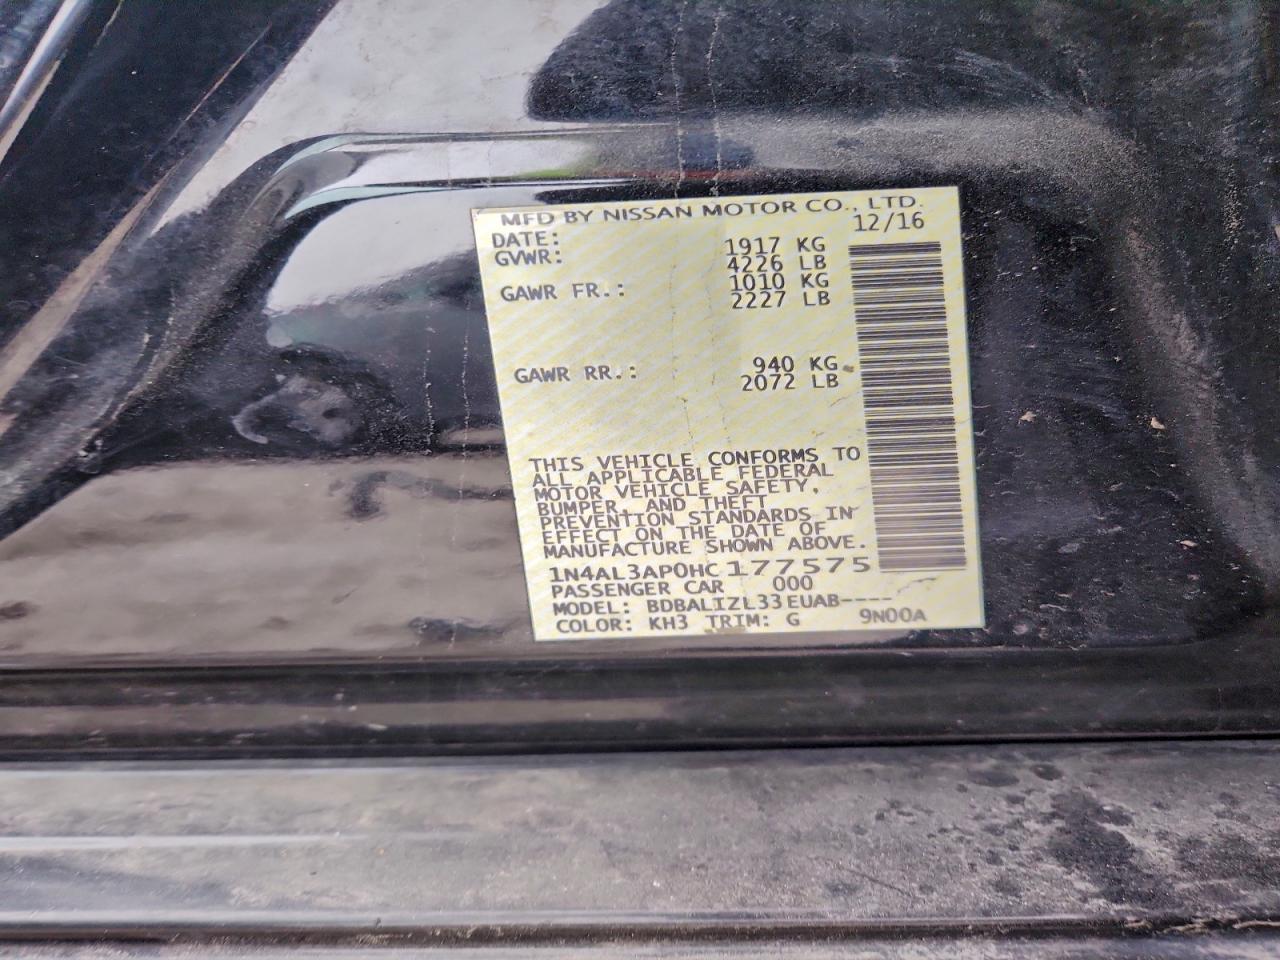 MFD BY NISSAN MOTOR CO., LTD.
DATE: 12/16
GVWR: 1917 KG
4226 LB
GAWR FR.: 1010 KG
2227 LB
GAWR RR.: 940 KG
2072 LB
THIS VEHICLE CONFORMS TO
ALL APPLICABLE FEDERAL
MOTOR VEHICLE SAFETY,
BUMPER, AND THEFT
PREVENTION STANDARDS IN
EFFECT ON THE DATE OF
MANUFACTURE SHOWN ABOVE.
1N4AL3AP0HC177575
PASSENGER CAR 000
MODEL: BDBALIZL33EUAB----
COLOR: KH3 TRIM: G 9N00A